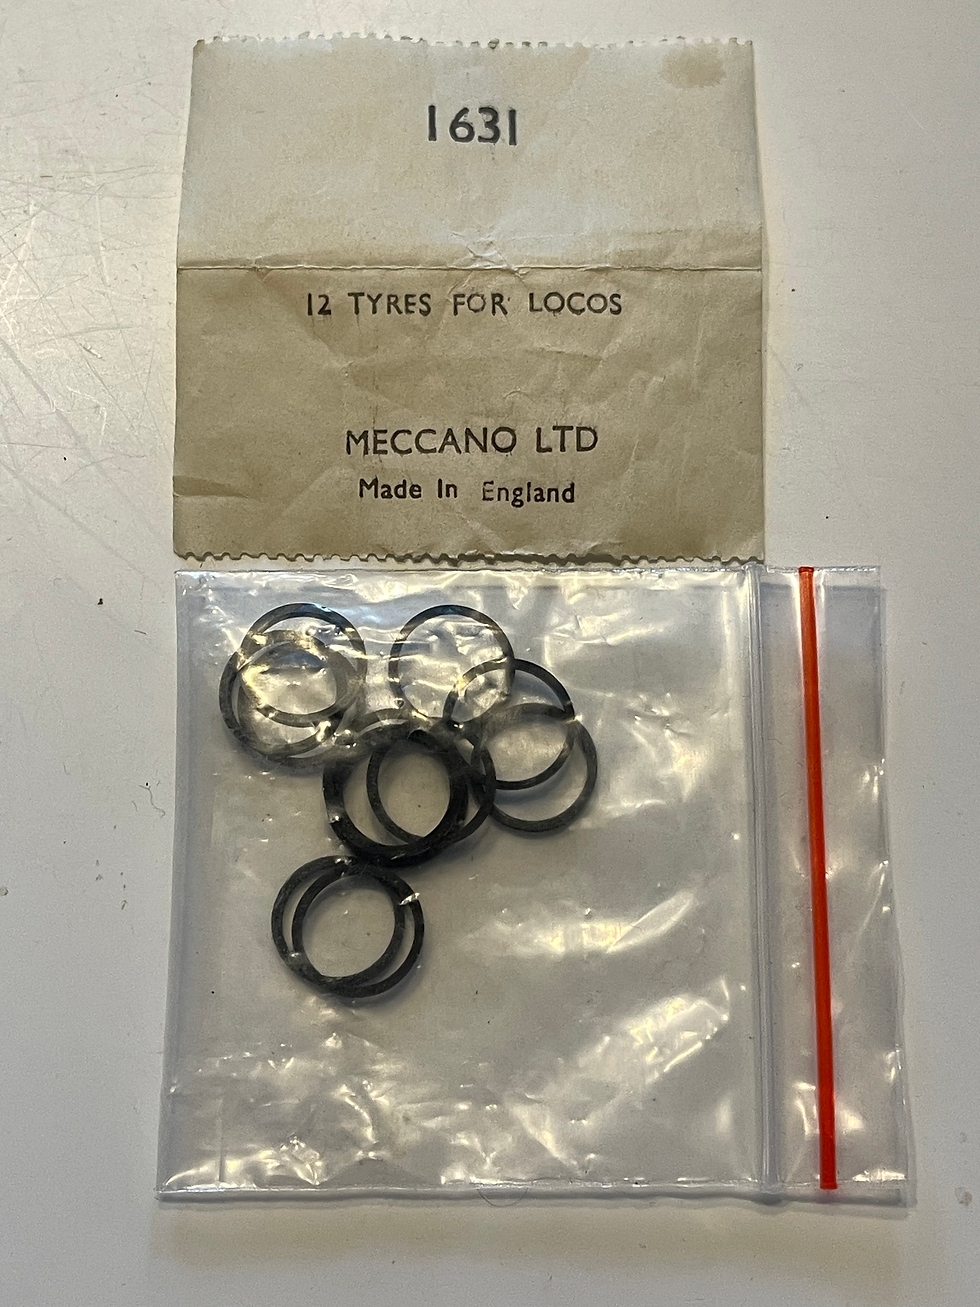 1631
12 TYRES FOR LOCOS
MECCANO LTD
Made In England